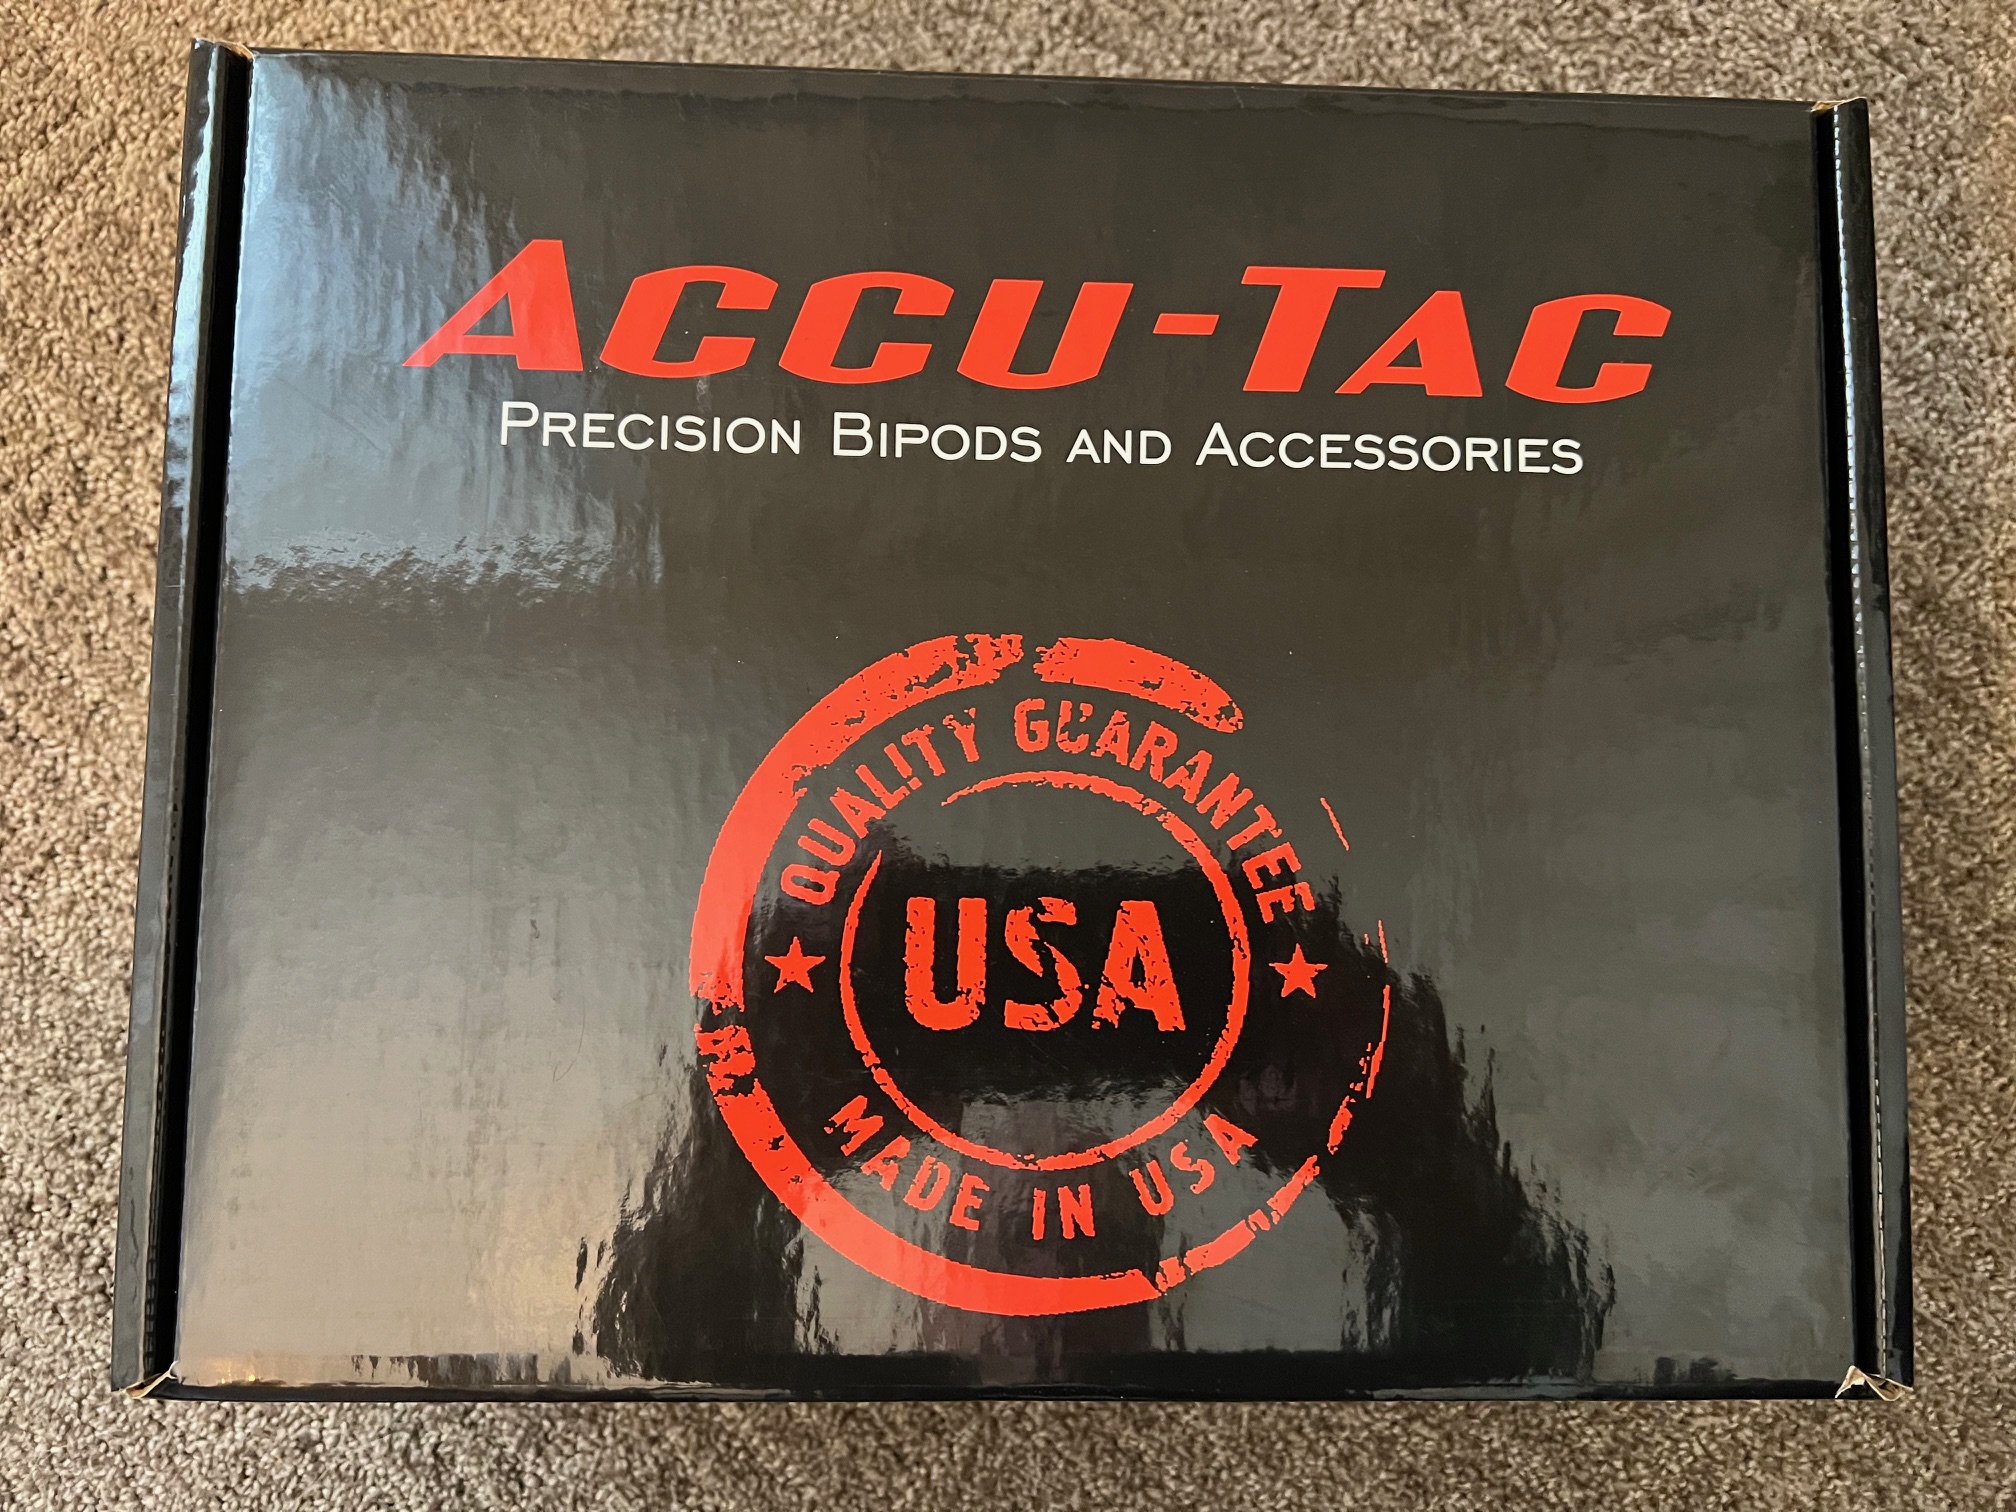 ACCU-TAC
PRECISION BIPODS AND ACCESSORIES
QUALITY GUARANTEE
USA
MADE IN USA